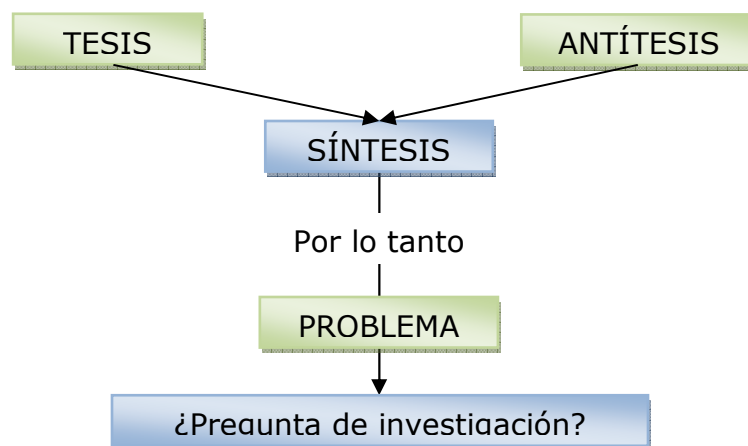 TESIS
ANTÍTESIS
SÍNTESIS
Por lo tanto
PROBLEMA
¿Pregunta de investigación?